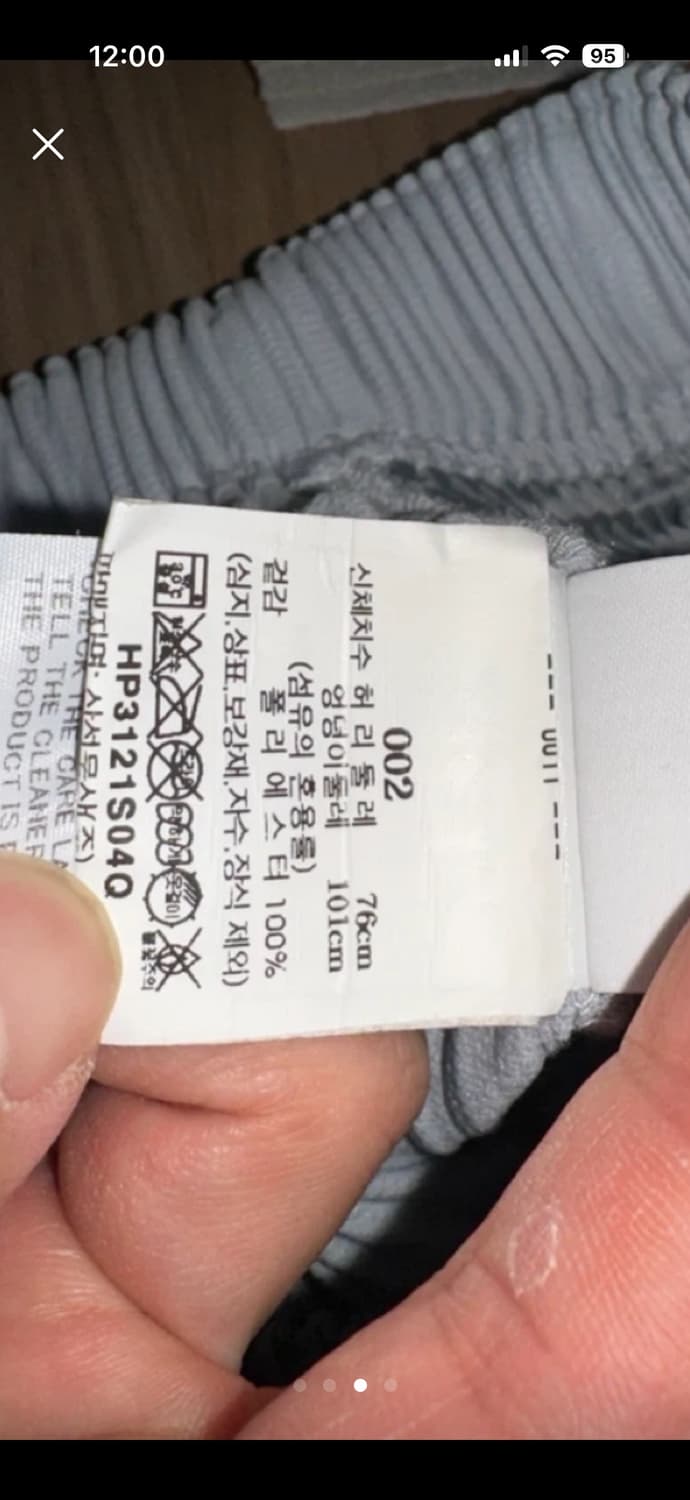 12:00
95
--- 0011 ---
002
신체치수 허 리 둘 레 76cm
엉덩이둘레 101cm
(섬유의 혼용률)
겉감 폴 리 에 스 터 100%
(심지,상표,보강재,자수,장식 제외)
HP3121S04Q
CHECK THE CARE LA
TELL THE CLEANER
THE PRODUCT IS